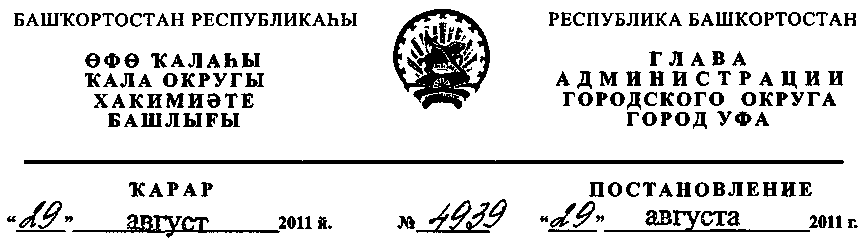 БАШҠОРТОСТАН РЕСПУБЛИКАҺЫ
ӨФӨ ҠАЛАҺЫ
ҠАЛА ОКРУГЫ
ХАКИМИӘТЕ
БАШЛЫҒЫ
РЕСПУБЛИКА БАШКОРТОСТАН
ГЛАВА
АДМИНИСТРАЦИИ
ГОРОДСКОГО ОКРУГА
ГОРОД УФА
ҠАРАР
ПОСТАНОВЛЕНИЕ
"29" август 2011 й. № 4939 "29" августа 2011 г.